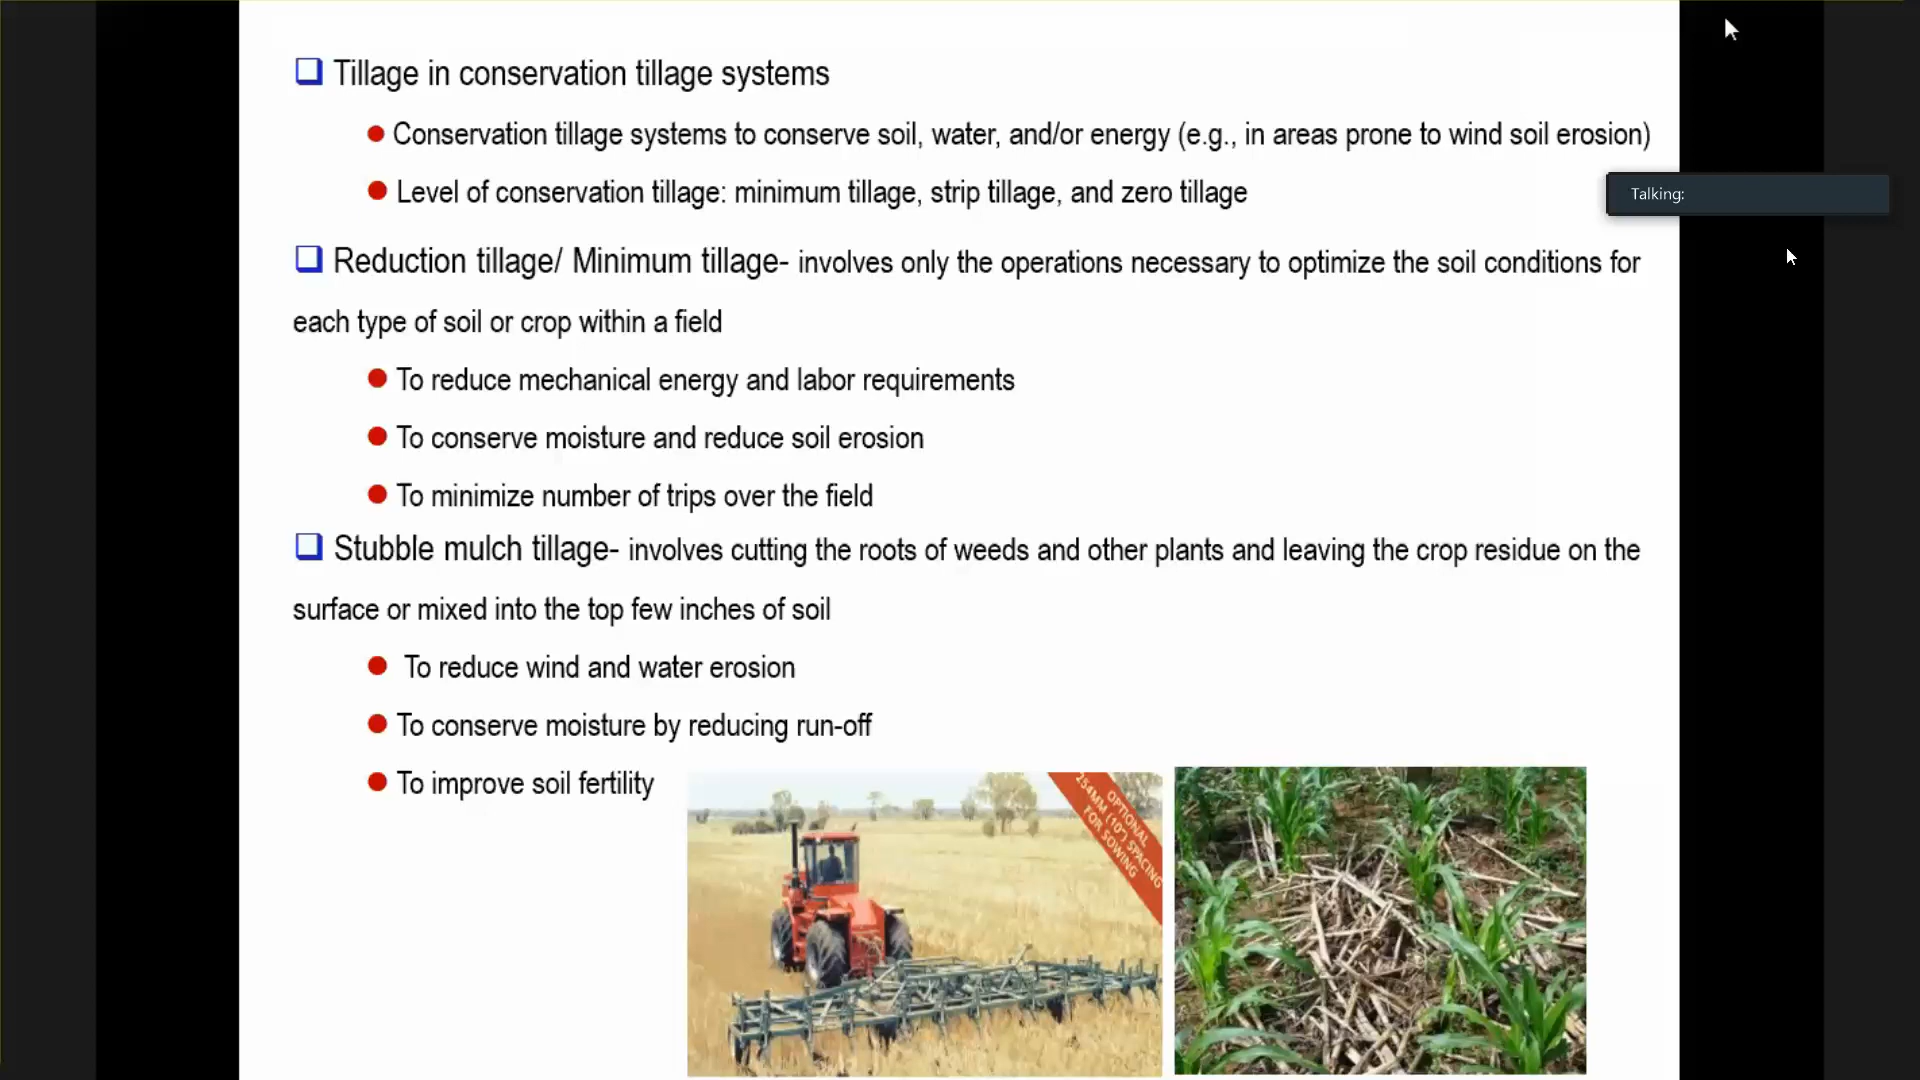 Tillage in conservation tillage systems
Conservation tillage systems to conserve soil, water, and/or energy (e.g., in areas prone to wind soil erosion)
Level of conservation tillage: minimum tillage, strip tillage, and zero tillage
Talking:
Reduction tillage/ Minimum tillage- involves only the operations necessary to optimize the soil conditions for
each type of soil or crop within a field
To reduce mechanical energy and labor requirements
To conserve moisture and reduce soil erosion
To minimize number of trips over the field
Stubble mulch tillage- involves cutting the roots of weeds and other plants and leaving the crop residue on the
surface or mixed into the top few inches of soil
To reduce wind and water erosion
To conserve moisture by reducing run-off
To improve soil fertility
OPTIONAL
254MM (10") SPACING
FOR SOWING